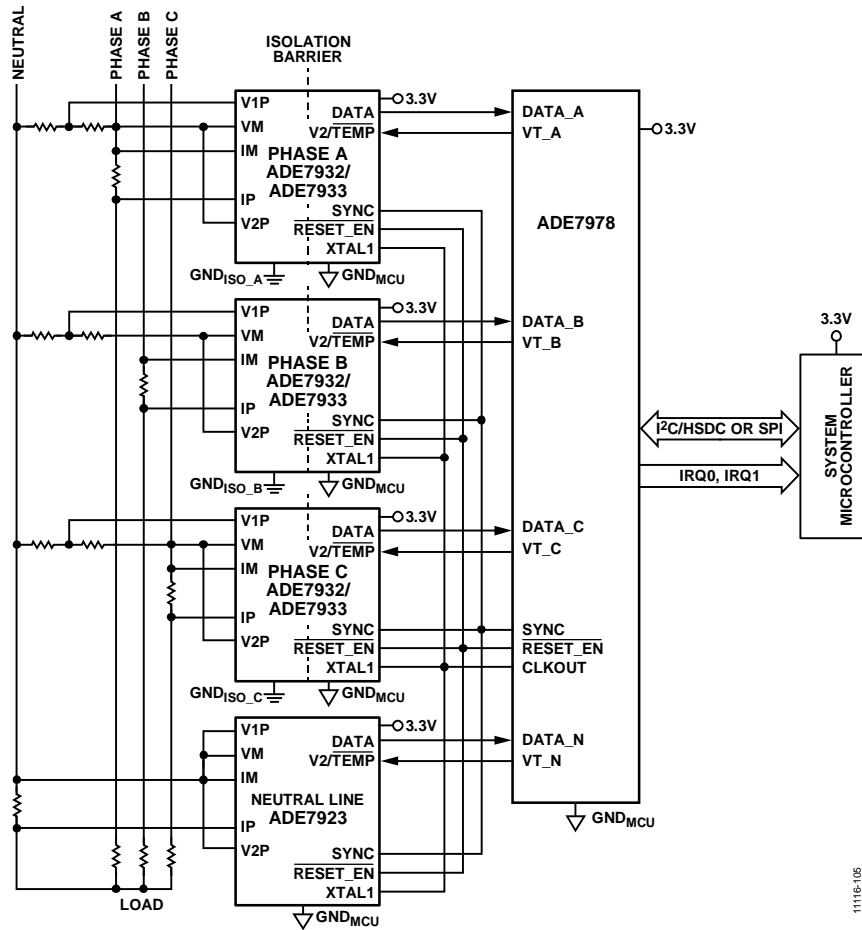 NEUTRAL
PHASE A
PHASE B
PHASE C
ISOLATION
BARRIER
V1P
VM
IM
IP
V2P
PHASE A
ADE7932/
ADE7933
3.3V
DATA
V2/TEMP
SYNC
RESET_EN
XTAL1
GNDISO_A
GNDMCU
V1P
VM
IM
IP
V2P
PHASE B
ADE7932/
ADE7933
3.3V
DATA
V2/TEMP
SYNC
RESET_EN
XTAL1
GNDISO_B
GNDMCU
V1P
VM
IM
IP
V2P
PHASE C
ADE7932/
ADE7933
3.3V
DATA
V2/TEMP
SYNC
RESET_EN
XTAL1
GNDISO_C
GNDMCU
V1P
VM
IM
IP
V2P
NEUTRAL LINE
ADE7923
3.3V
DATA
V2/TEMP
SYNC
RESET_EN
XTAL1
GNDMCU
LOAD
DATA_A
VT_A
ADE7978
3.3V
DATA_B
VT_B
DATA_C
VT_C
SYNC
RESET_EN
CLKOUT
DATA_N
VT_N
GNDMCU
I2C/HSDC OR SPI
IRQ0, IRQ1
3.3V
SYSTEM
MICROCONTROLLER
11116-105